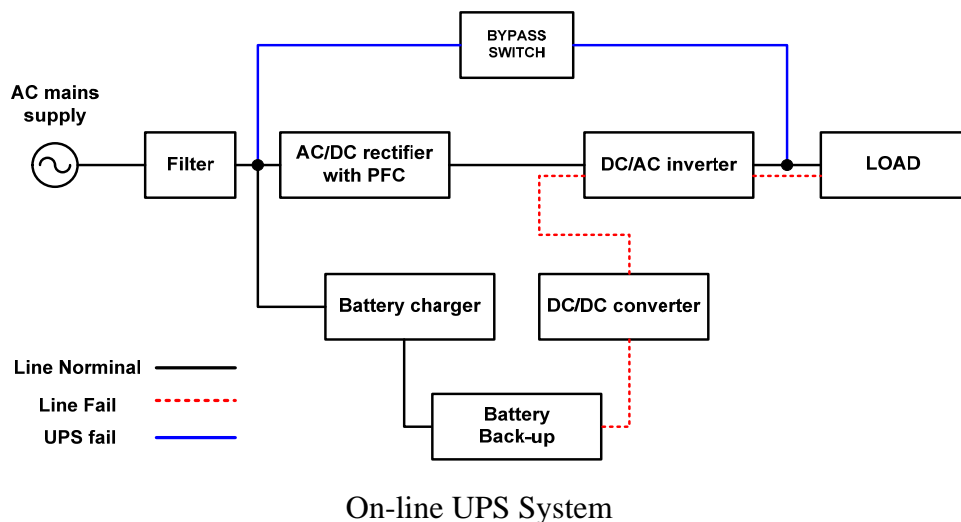 BYPASS
SWITCH
AC mains
supply
Filter
AC/DC rectifier
with PFC
DC/AC inverter
LOAD
Battery charger
DC/DC converter
Line Norminal
Line Fail
UPS fail
Battery
Back-up
On-line UPS System